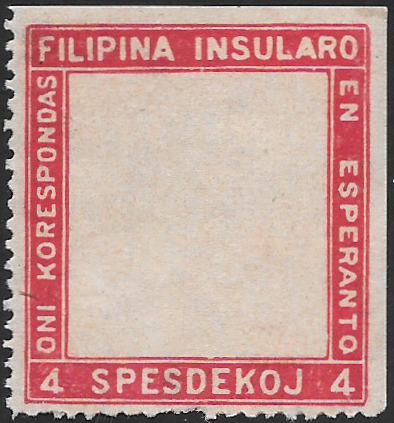 FILIPINA INSULARO
ONI KORESPONDAS
EN ESPERANTO
4 SPESDEKOJ 4